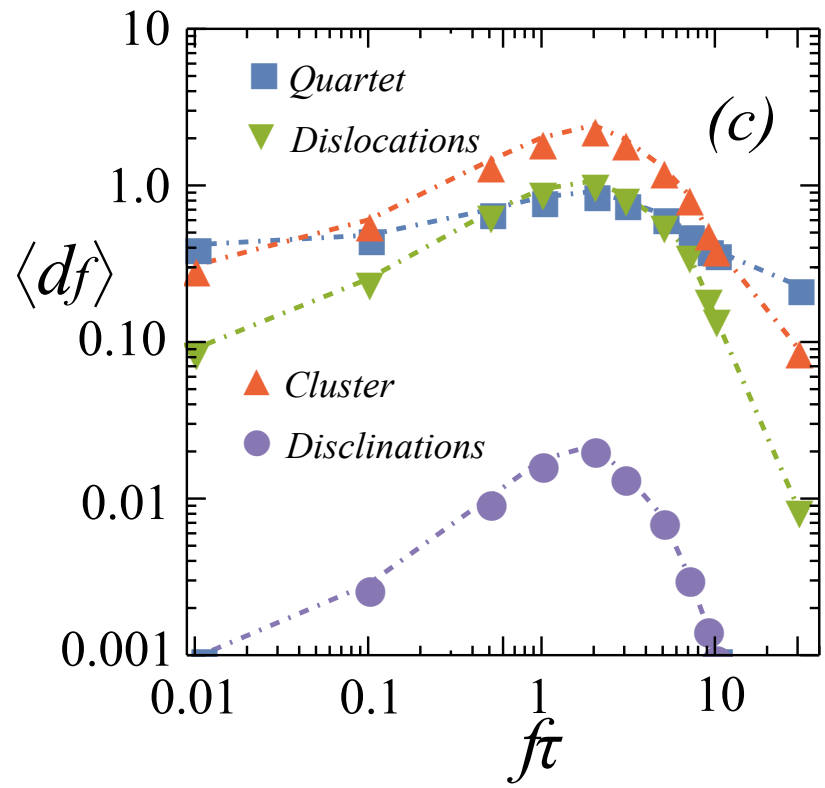 10
Quartet
(c)
Dislocations
1.0
⟨df⟩
0.10
Cluster
Disclinations
0.01
0.001
0.01 0.1 1 10
fτ